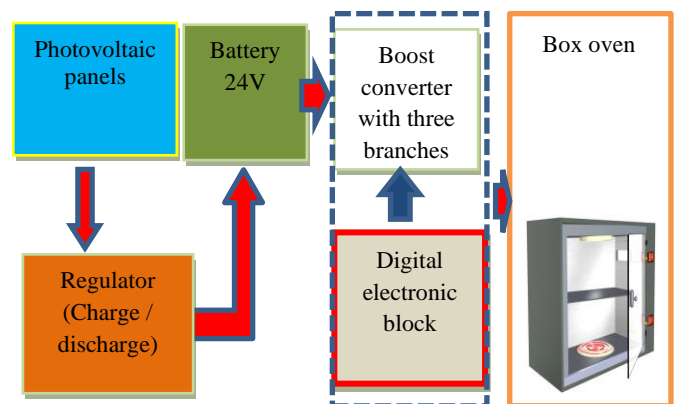 Photovoltaic
panels
Battery
24V
Boost
converter
with three
branches
Box oven
Regulator
(Charge /
discharge)
Digital
electronic
block